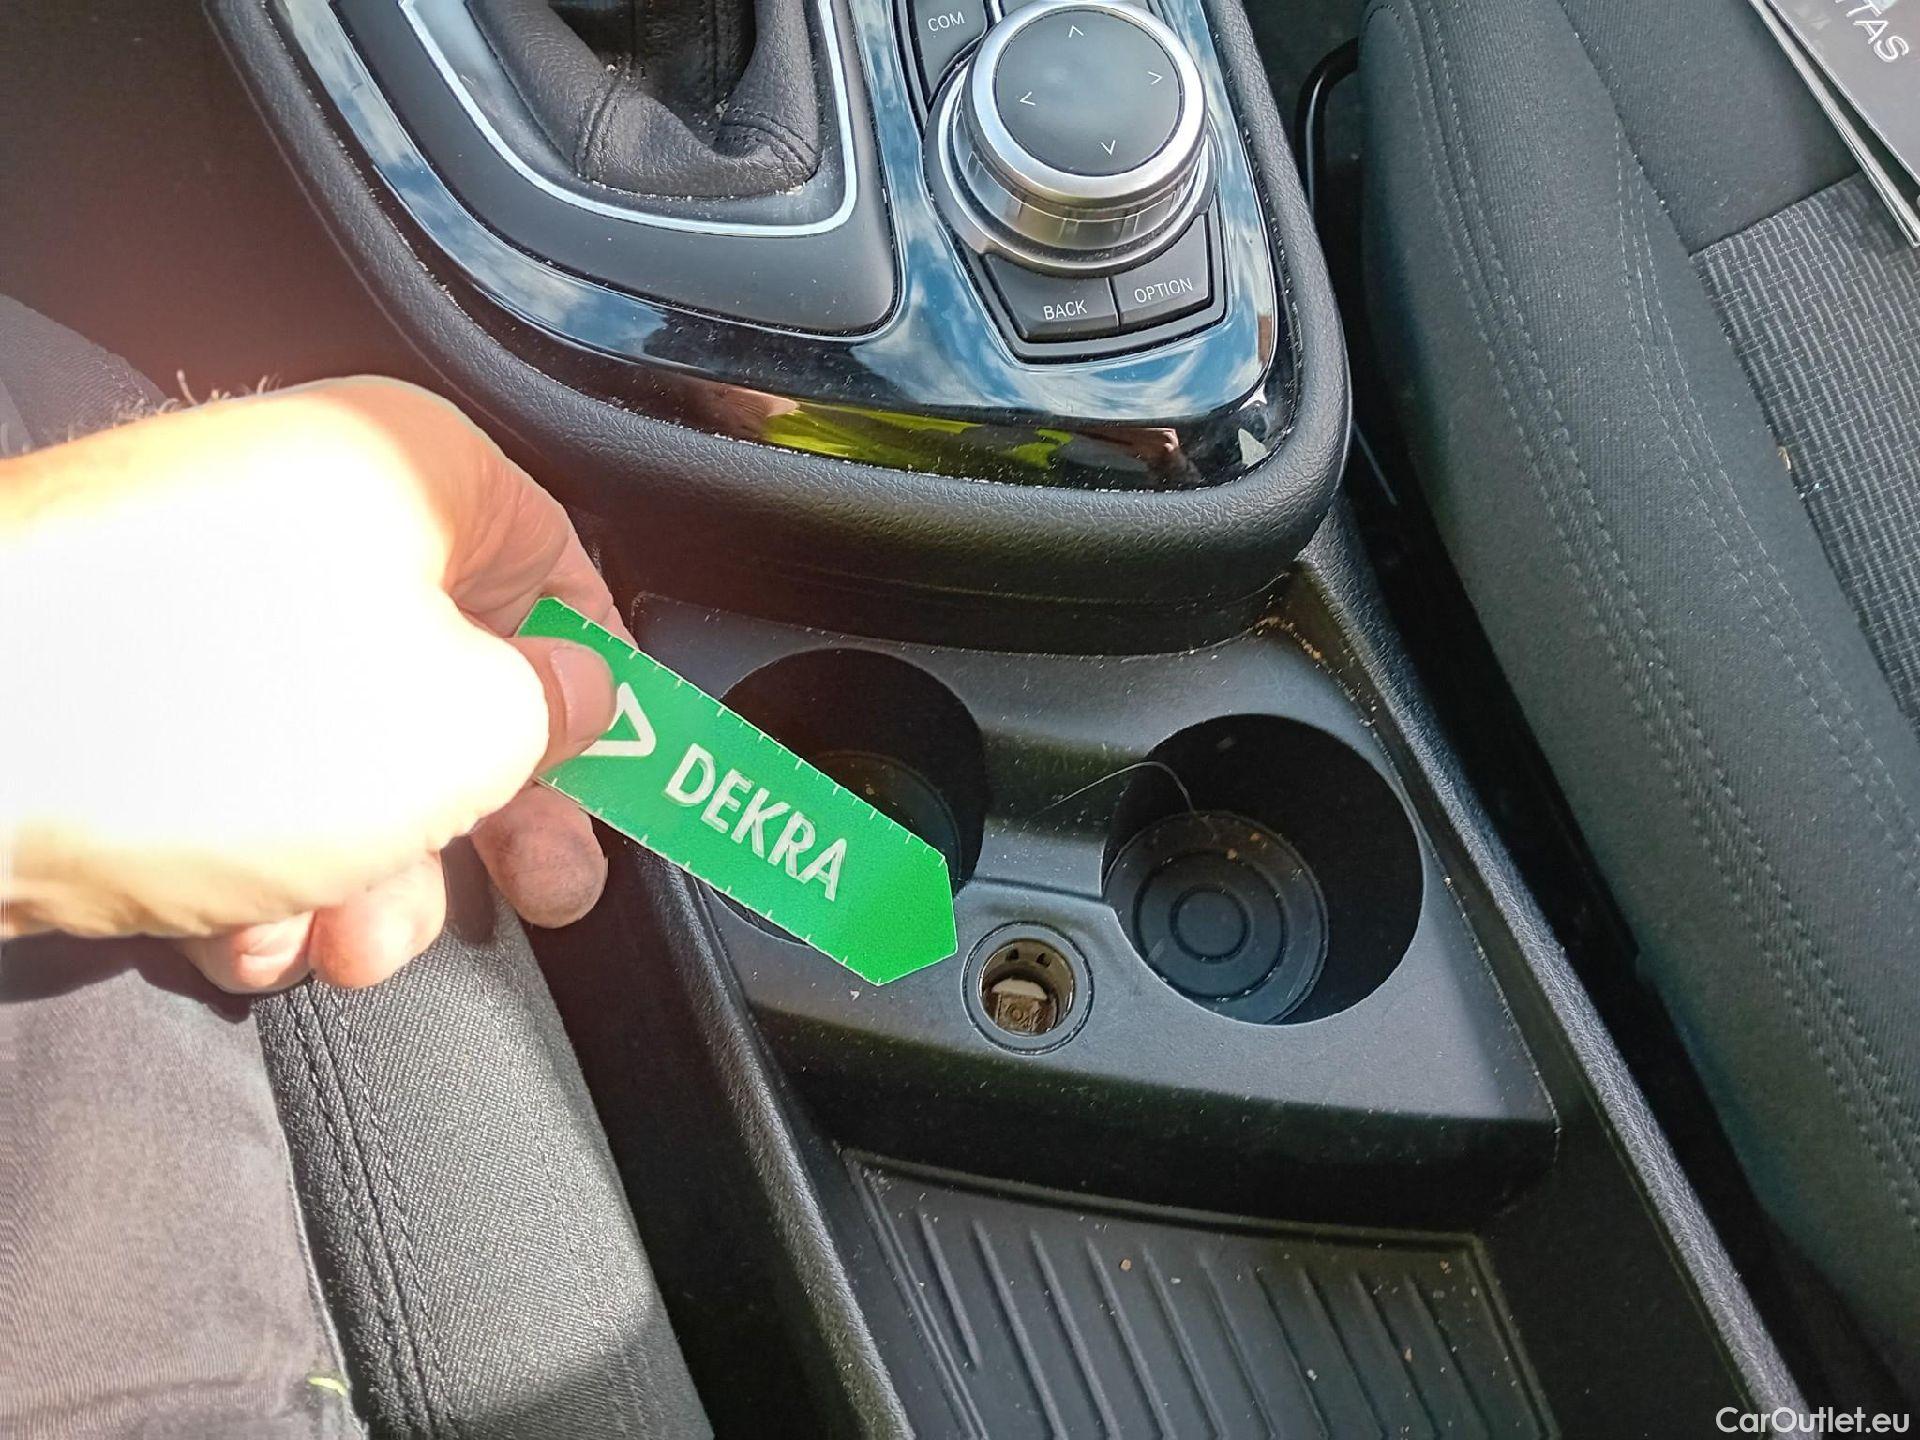 COM
BACK OPTION
DEKRA
CarOutlet.eu